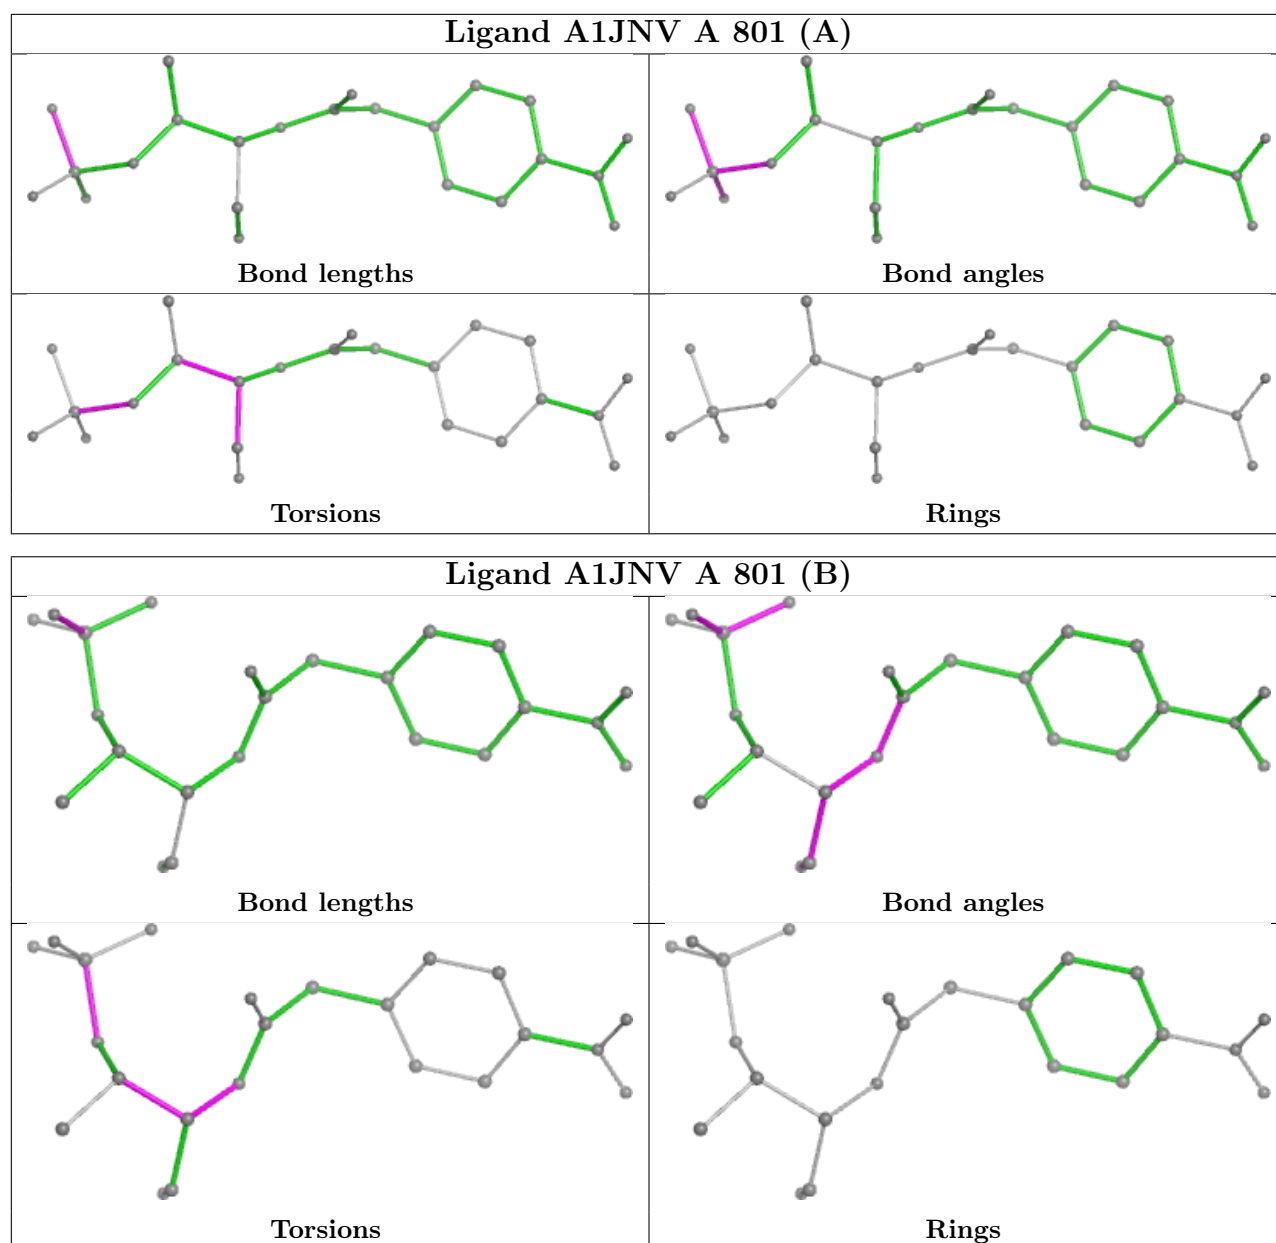 Ligand A1JNV A 801 (A)
Bond lengths
Bond angles
Torsions
Rings
Ligand A1JNV A 801 (B)
Bond lengths
Bond angles
Torsions
Rings